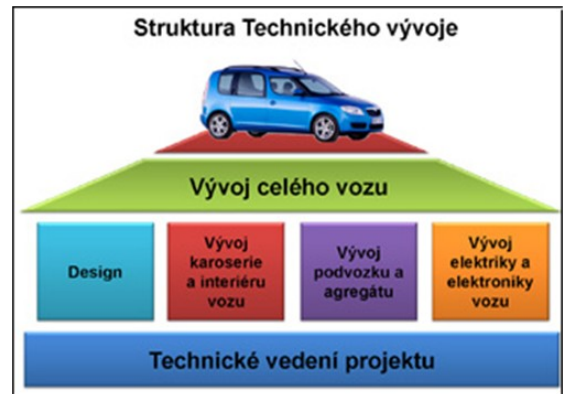 Struktura Technického vývoje
Vývoj celého vozu
Design
Vývoj
karoserie
a interiéru
vozu
Vývoj
podvozku a
agregátu
Vývoj
elektriky a
elektroniky
vozu
Technické vedení projektu